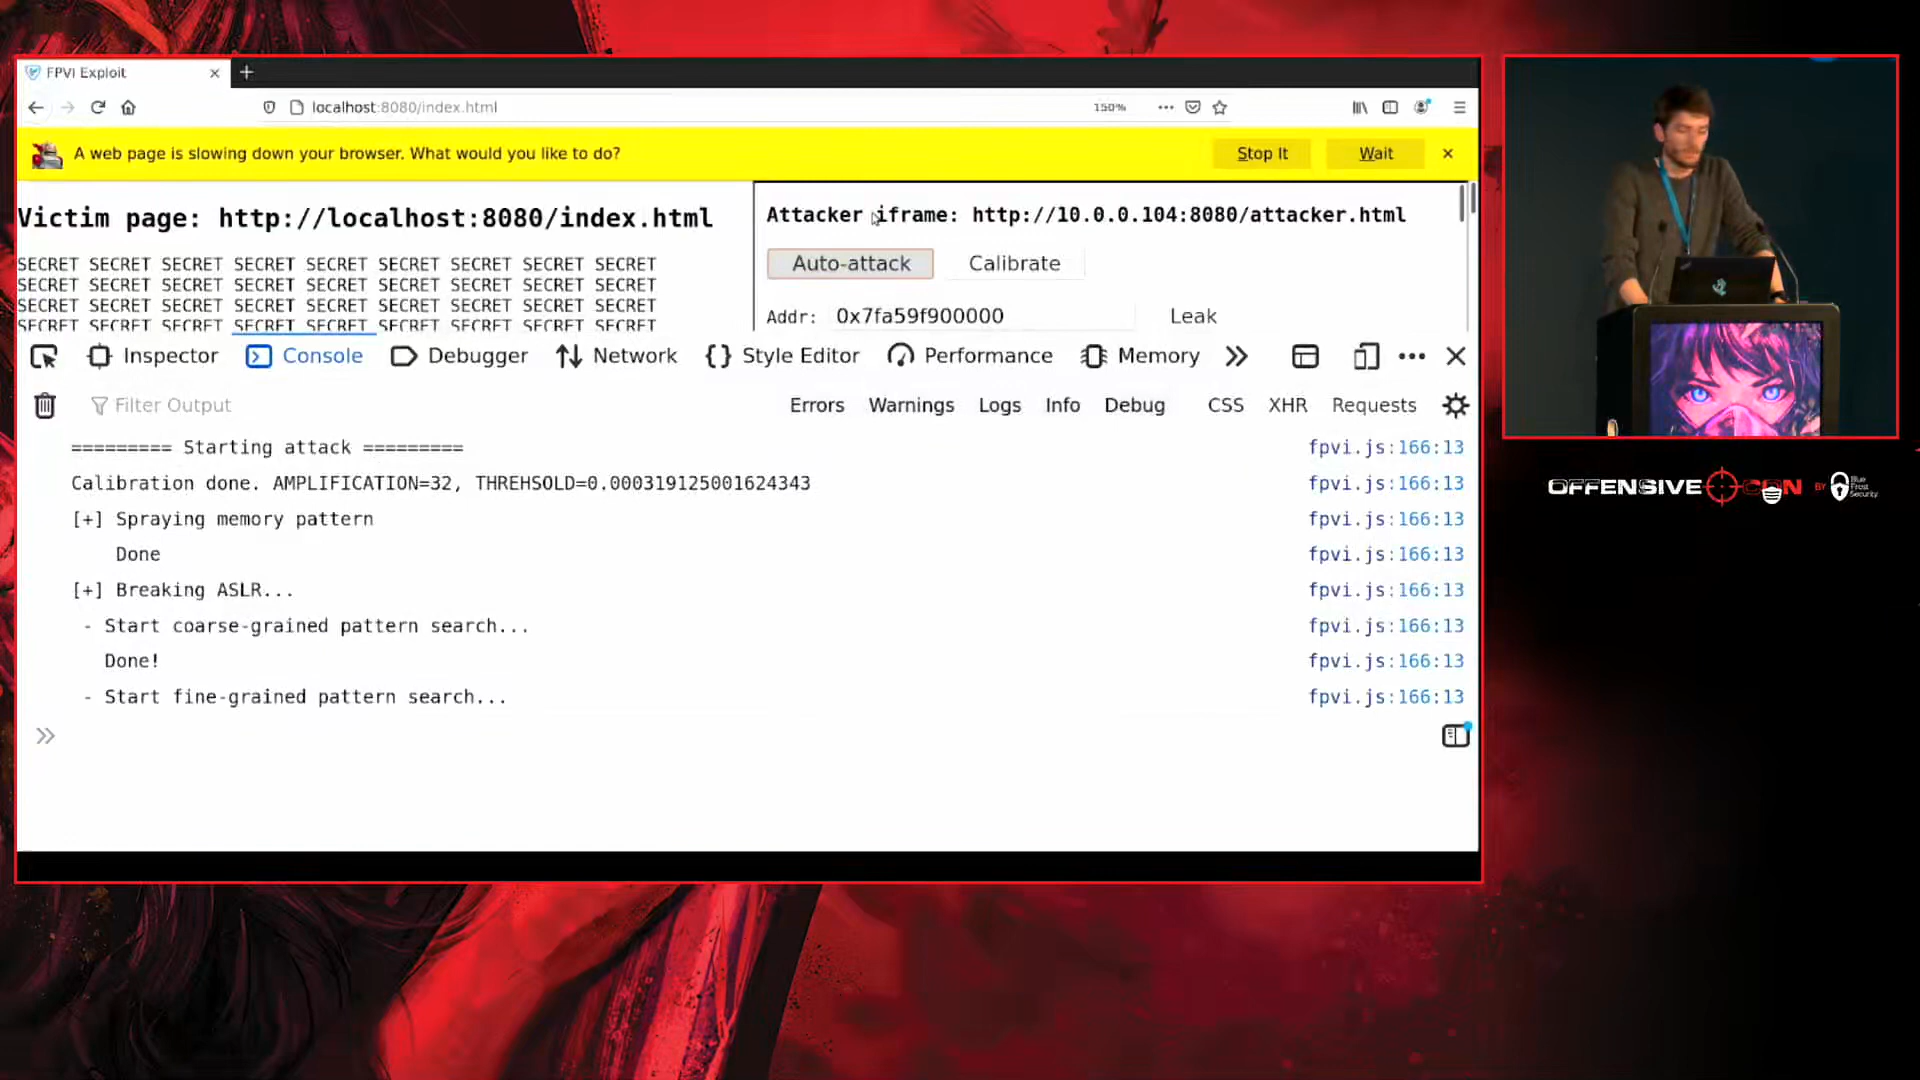 FPVI Exploit
localhost:8080/index.html
150%
A web page is slowing down your browser. What would you like to do?
Stop It
Wait
Victim page: http://localhost:8080/index.html
SECRET SECRET SECRET SECRET SECRET SECRET SECRET SECRET SECRET
SECRET SECRET SECRET SECRET SECRET SECRET SECRET SECRET SECRET
SECRET SECRET SECRET SECRET SECRET SECRET SECRET SECRET SECRET
SECRET SECRET SECRET SECRET SECRET SECRET SECRET SECRET SECRET
Attacker iframe: http://10.0.0.104:8080/attacker.html
Auto-attack Calibrate
Addr: 0x7fa59f900000 Leak
Inspector Console Debugger Network Style Editor Performance Memory
Filter Output Errors Warnings Logs Info Debug CSS XHR Requests
========= Starting attack ========= fpvi.js:166:13
Calibration done. AMPLIFICATION=32, THREHSOLD=0.000319125001624343 fpvi.js:166:13
[+] Spraying memory pattern fpvi.js:166:13
Done fpvi.js:166:13
[+] Breaking ASLR... fpvi.js:166:13
- Start coarse-grained pattern search... fpvi.js:166:13
Done! fpvi.js:166:13
- Start fine-grained pattern search... fpvi.js:166:13
OFFENSIVE CON BY Blue Frost Security